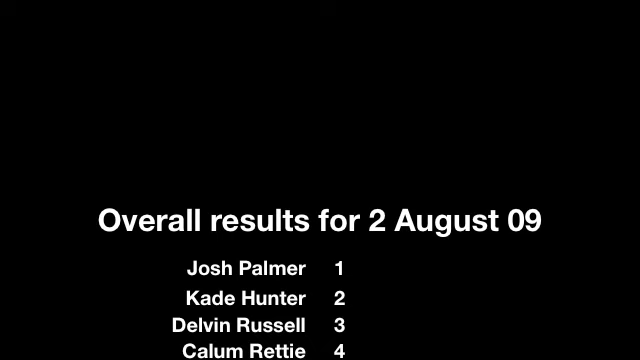 Overall results for 2 August 09
Josh Palmer 1
Kade Hunter 2
Delvin Russell 3
Calum Rettie 4